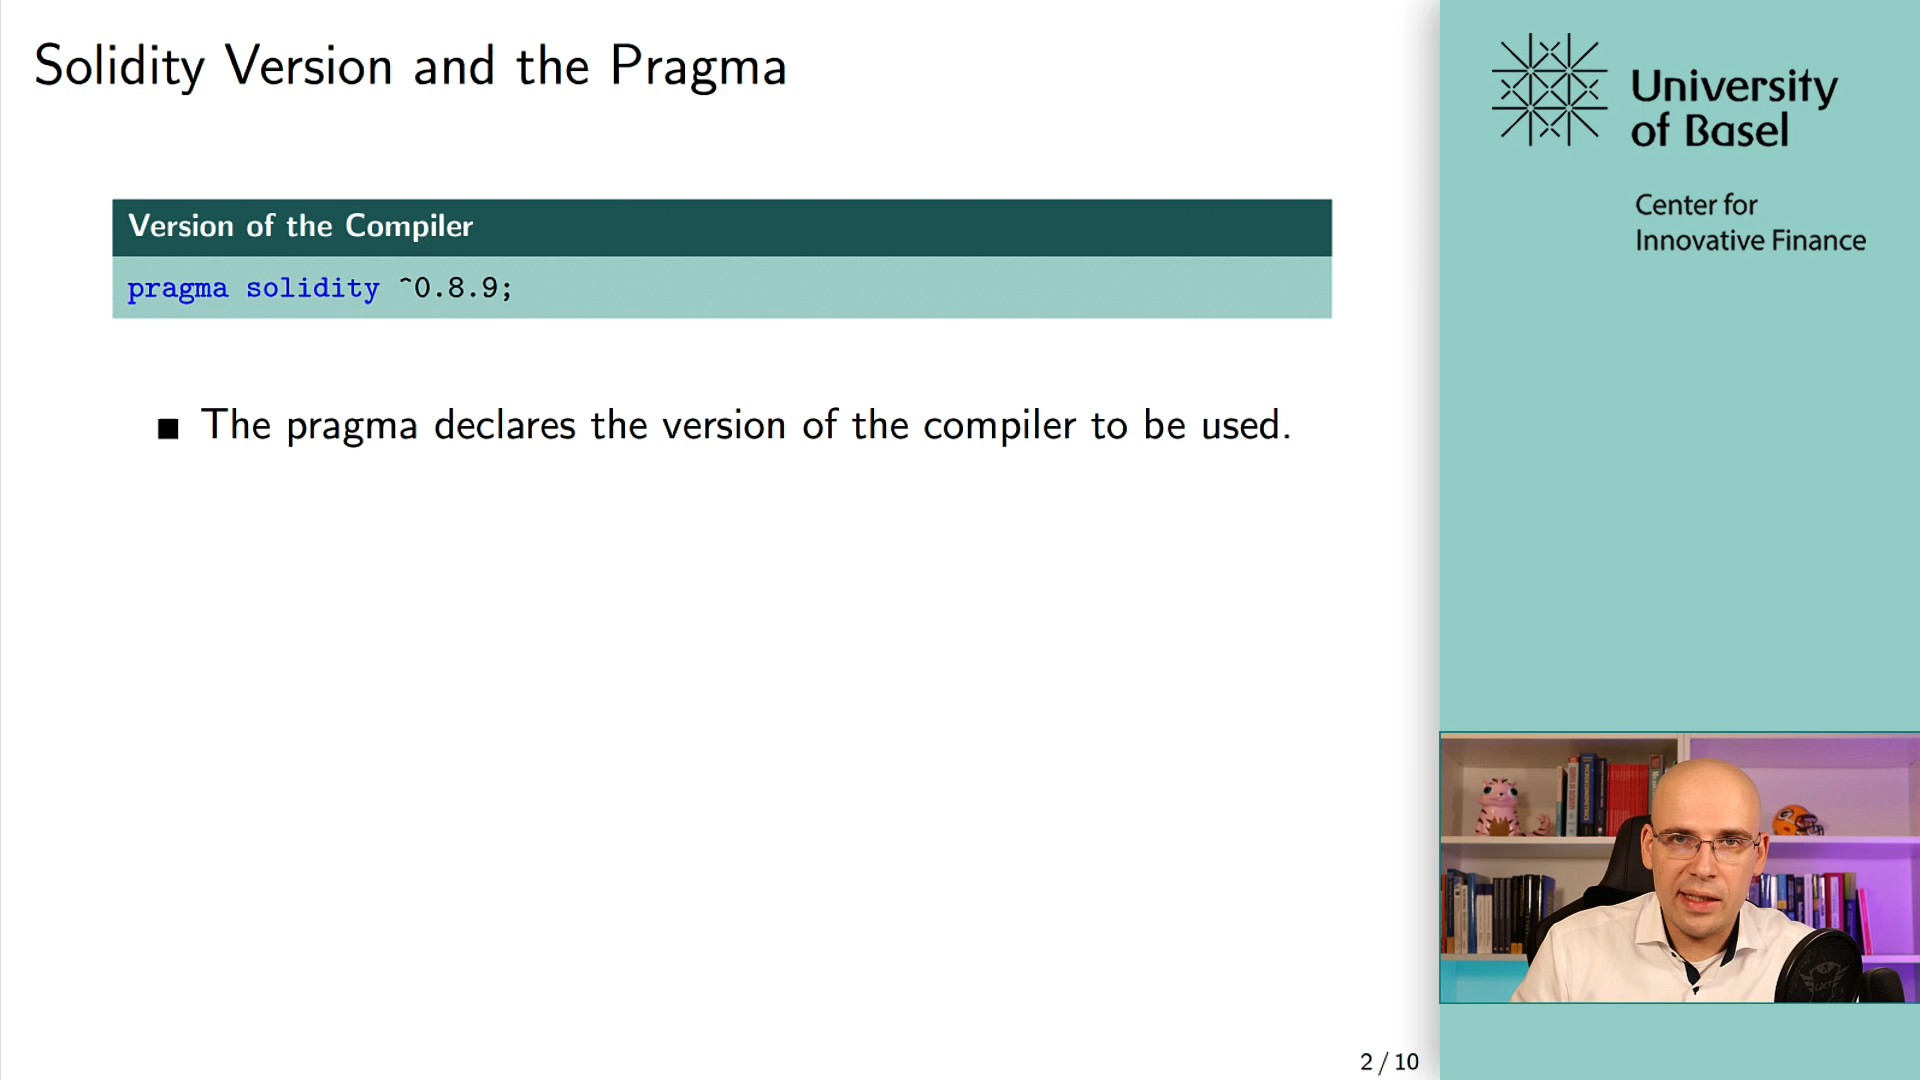 Solidity Version and the Pragma
Version of the Compiler
pragma solidity ^0.8.9;
■ The pragma declares the version of the compiler to be used.
2 / 10
University
of Basel
Center for
Innovative Finance